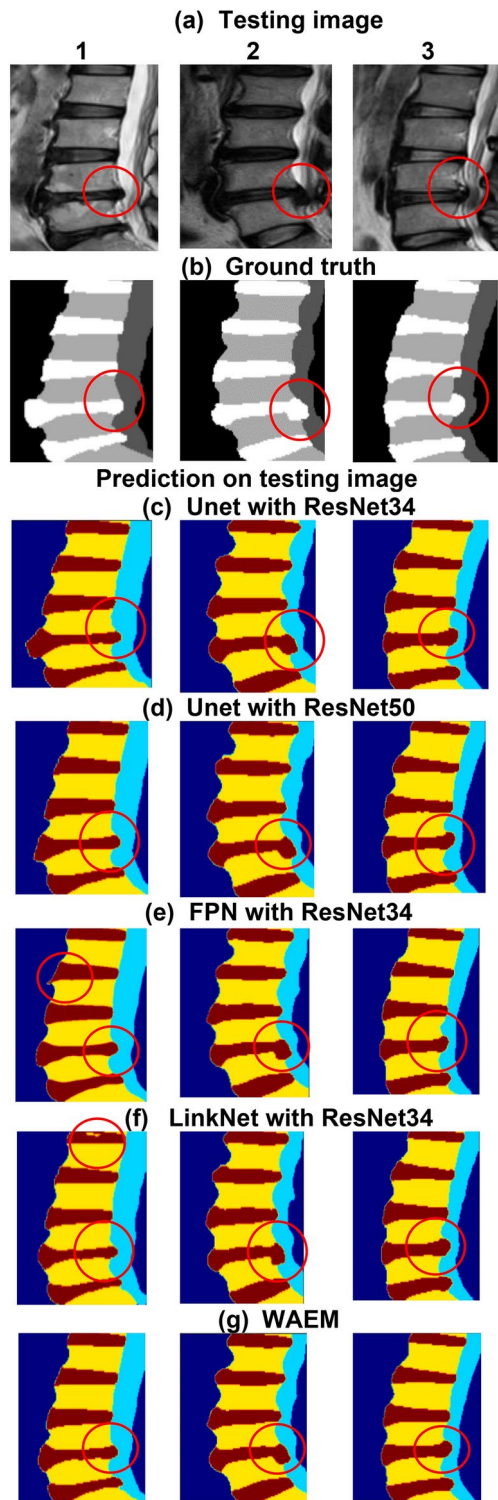 (a) Testing image
1 2 3
(b) Ground truth
Prediction on testing image
(c) Unet with ResNet34
(d) Unet with ResNet50
(e) FPN with ResNet34
(f) LinkNet with ResNet34
(g) WAEM